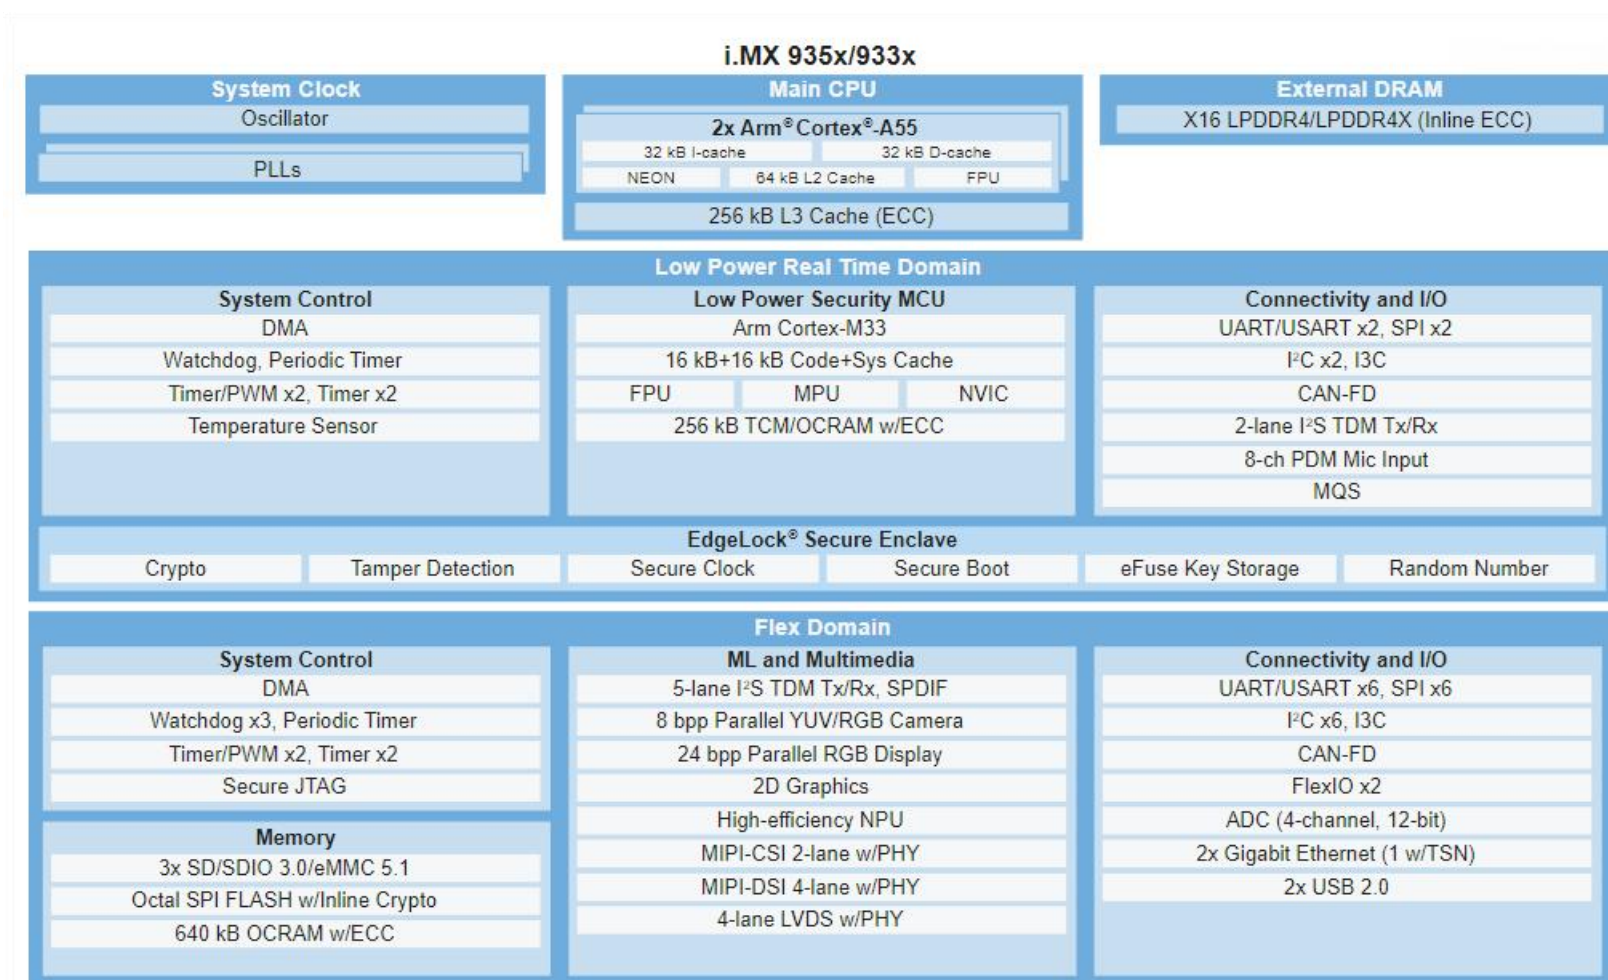 i.MX 935x/933x
System Clock
Oscillator
PLLs
Main CPU
2x Arm® Cortex®-A55
32 kB I-cache
32 kB D-cache
NEON
64 kB L2 Cache
FPU
256 kB L3 Cache (ECC)
External DRAM
X16 LPDDR4/LPDDR4X (Inline ECC)
Low Power Real Time Domain
System Control
DMA
Watchdog, Periodic Timer
Timer/PWM x2, Timer x2
Temperature Sensor
Low Power Security MCU
Arm Cortex-M33
16 kB+16 kB Code+Sys Cache
FPU
MPU
NVIC
256 kB TCM/OCRAM w/ECC
Connectivity and I/O
UART/USART x2, SPI x2
I²C x2, I3C
CAN-FD
2-lane I²S TDM Tx/Rx
8-ch PDM Mic Input
MQS
EdgeLock® Secure Enclave
Crypto
Tamper Detection
Secure Clock
Secure Boot
eFuse Key Storage
Random Number
Flex Domain
System Control
DMA
Watchdog x3, Periodic Timer
Timer/PWM x2, Timer x2
Secure JTAG
Memory
3x SD/SDIO 3.0/eMMC 5.1
Octal SPI FLASH w/Inline Crypto
640 kB OCRAM w/ECC
ML and Multimedia
5-lane I²S TDM Tx/Rx, SPDIF
8 bpp Parallel YUV/RGB Camera
24 bpp Parallel RGB Display
2D Graphics
High-efficiency NPU
MIPI-CSI 2-lane w/PHY
MIPI-DSI 4-lane w/PHY
4-lane LVDS w/PHY
Connectivity and I/O
UART/USART x6, SPI x6
I²C x6, I3C
CAN-FD
FlexIO x2
ADC (4-channel, 12-bit)
2x Gigabit Ethernet (1 w/TSN)
2x USB 2.0